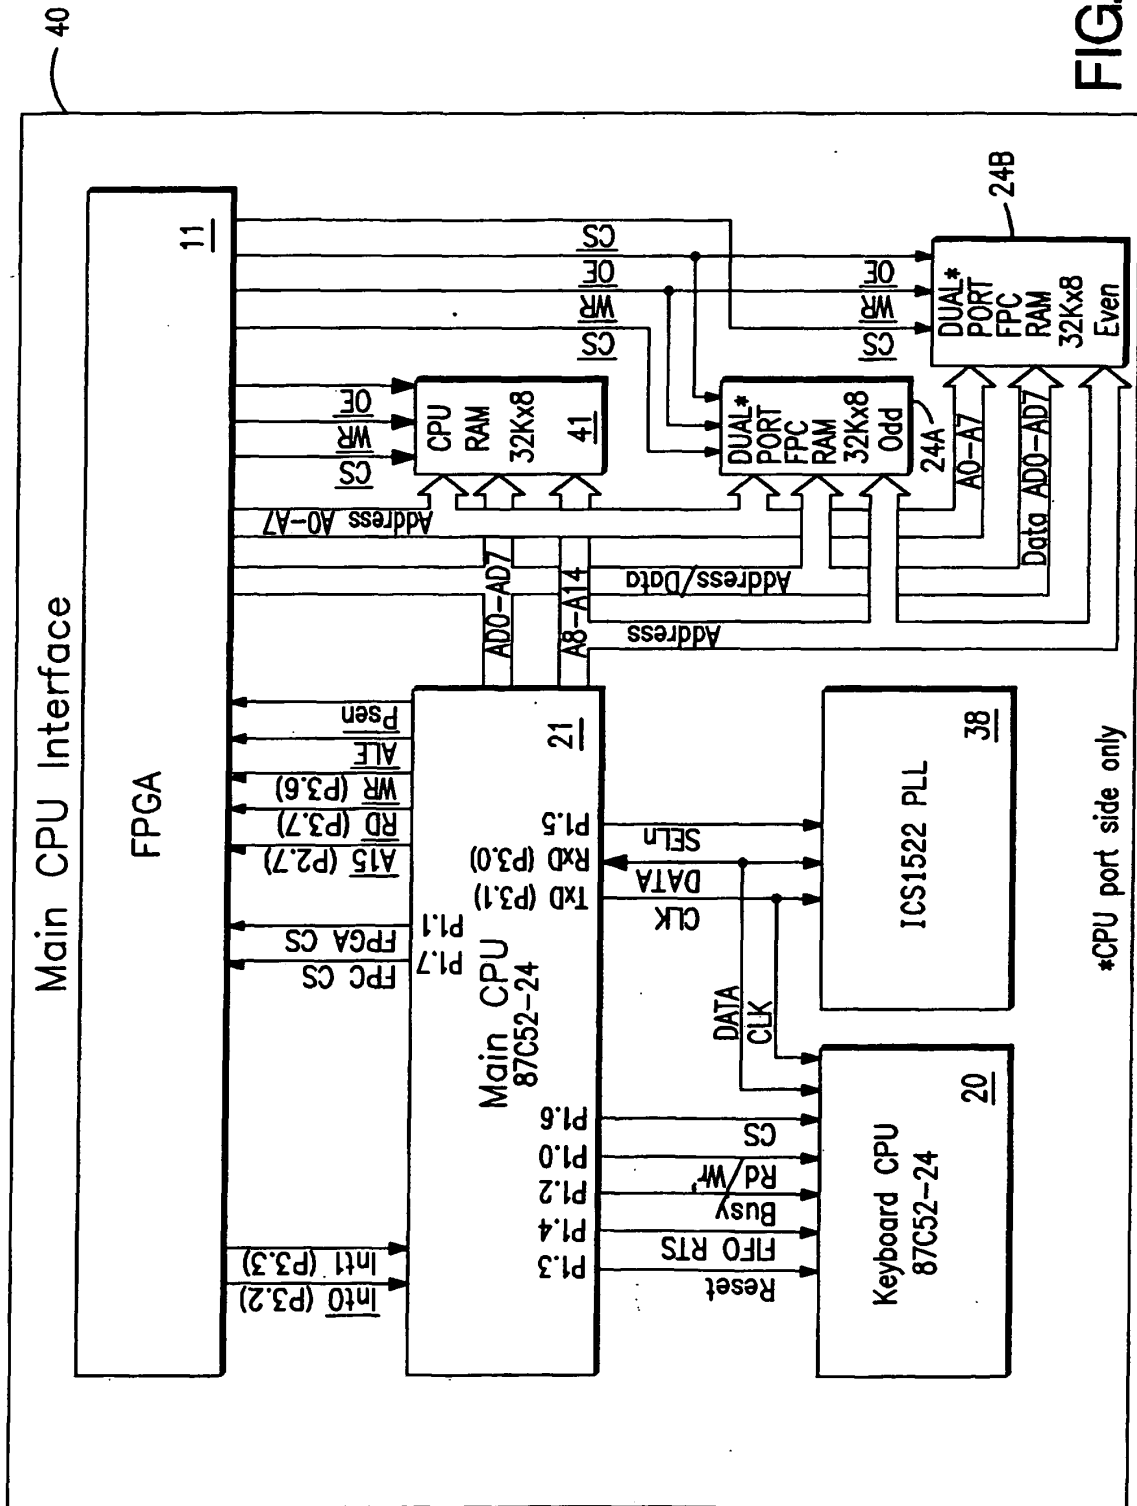 40
FIG.
Main CPU Interface
FPGA
11
Int0 (P3.2)
Int1 (P3.3)
FPC CS
FPGA CS
A15 (P2.7)
RD (P3.7)
WR (P3.6)
ALE
Psen
P1.7
P1.1
Main CPU
87C52-24
21
AD0-AD7
A8-A14
Address A0-A7
Address/Data
Address
CS
WR
OE
CPU
RAM
32Kx8
41
CS
WR
OE
CS
DUAL*
PORT
FPC
RAM
32Kx8
Odd
24A
CS
WR
OE
DUAL*
PORT
FPC
RAM
32Kx8
Even
24B
A0-A7
Data AD0-AD7
P1.3
P1.4
P1.2
P1.0
P1.6
TxD (P3.1)
RxD (P3.0)
P1.5
Reset
FIFO RTS
Busy
Rd/Wr'
CS
DATA
CLK
CLK
DATA
SELn
Keyboard CPU
87C52-24
20
ICS1522 PLL
38
*CPU port side only